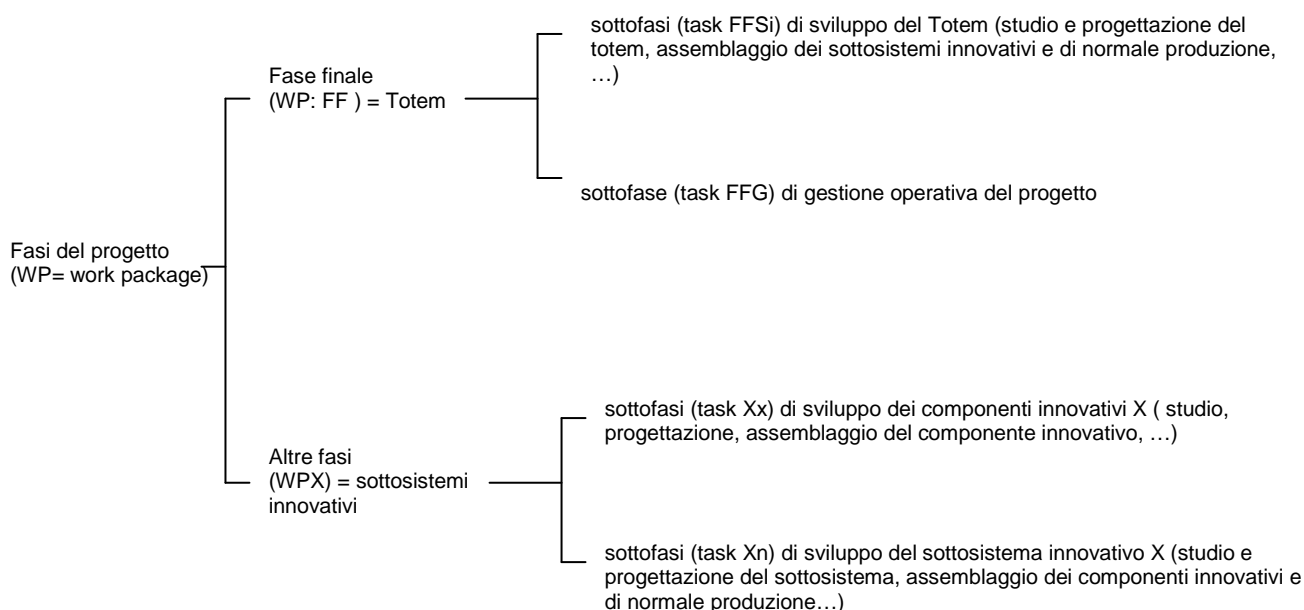 sottofasi (task FFSi) di sviluppo del Totem (studio e progettazione del
totem, assemblaggio dei sottosistemi innovativi e di normale produzione,
…)
Fase finale
(WP: FF ) = Totem
sottofase (task FFG) di gestione operativa del progetto
Fasi del progetto
(WP= work package)
sottofasi (task Xx) di sviluppo dei componenti innovativi X ( studio,
progettazione, assemblaggio del componente innovativo, …)
Altre fasi
(WPX) = sottosistemi
innovativi
sottofasi (task Xn) di sviluppo del sottosistema innovativo X (studio e
progettazione del sottosistema, assemblaggio dei componenti innovativi e
di normale produzione…)